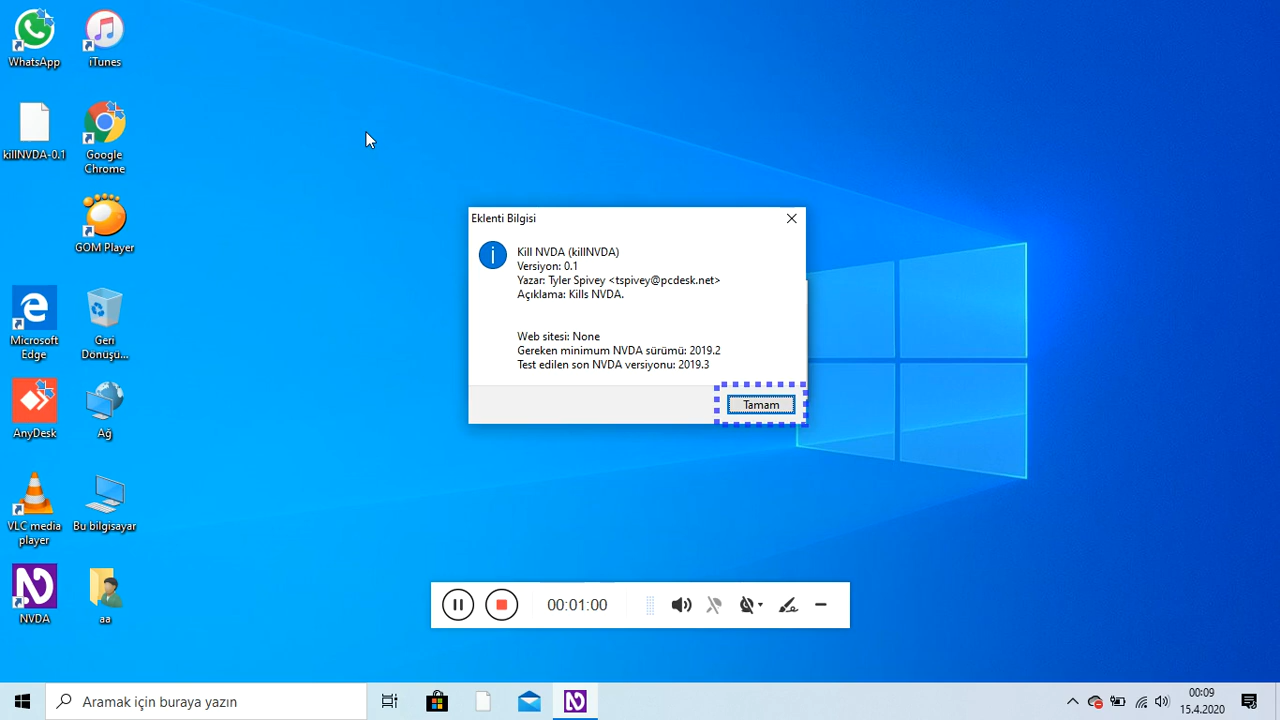 WhatsApp
iTunes
killNVDA-0.1
Google
Chrome
GOM Player
Microsoft
Edge
Geri
Dönüşü...
AnyDesk
Ağ
VLC media
player
Bu bilgisayar
NVDA
aa
Eklenti Bilgisi
Kill NVDA (killNVDA)
Versiyon: 0.1
Yazar: Tyler Spivey <tspivey@pcdesk.net>
Açıklama: Kills NVDA.
Web sitesi: None
Gereken minimum NVDA sürümü: 2019.2
Test edilen son NVDA versiyonu: 2019.3
Tamam
00:01:00
Aramak için buraya yazın
00:09
15.4.2020